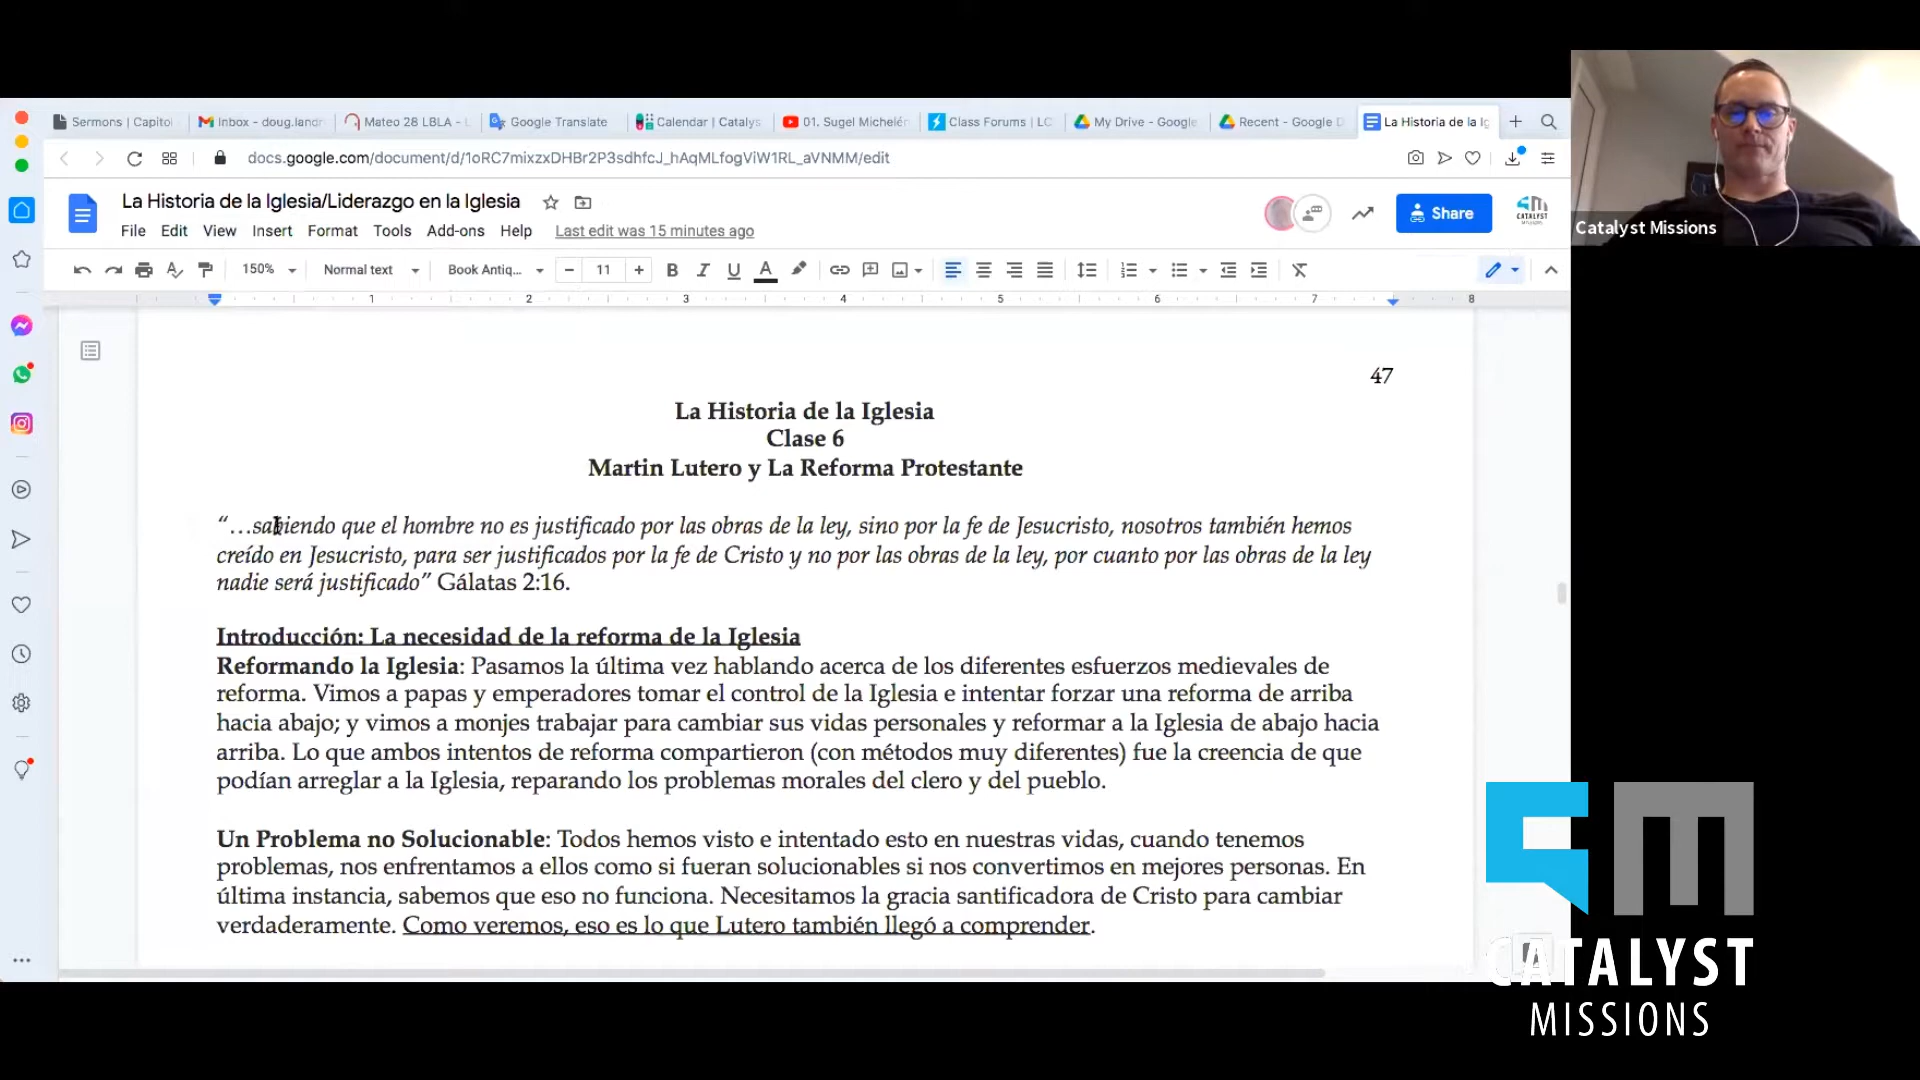 Sermons | Capitol
Inbox - doug.landr
Mateo 28 LBLA -
Google Translate
Calendar | Catalys
01. Sugel Michelén
Class Forums | LC
My Drive - Google
Recent - Google D
La Historia de la Ig
docs.google.com/document/d/1oRC7mixzxDHBr2P3sdhfcJ_hAqMLfogViW1RL_aVNMM/edit
La Historia de la Iglesia/Liderazgo en la Iglesia
Share
CATALYST
MISSIONS
File Edit View Insert Format Tools Add-ons Help Last edit was 15 minutes ago
150% Normal text Book Antiq... 11 B I U A
1 2 3 4 5 6 7 8
47
La Historia de la Iglesia
Clase 6
Martin Lutero y La Reforma Protestante
“…sabiendo que el hombre no es justificado por las obras de la ley, sino por la fe de Jesucristo, nosotros también hemos
creído en Jesucristo, para ser justificados por la fe de Cristo y no por las obras de la ley, por cuanto por las obras de la ley
nadie será justificado” Gálatas 2:16.
Introducción: La necesidad de la reforma de la Iglesia
Reformando la Iglesia: Pasamos la última vez hablando acerca de los diferentes esfuerzos medievales de
reforma. Vimos a papas y emperadores tomar el control de la Iglesia e intentar forzar una reforma de arriba
hacia abajo; y vimos a monjes trabajar para cambiar sus vidas personales y reformar a la Iglesia de abajo hacia
arriba. Lo que ambos intentos de reforma compartieron (con métodos muy diferentes) fue la creencia de que
podían arreglar a la Iglesia, reparando los problemas morales del clero y del pueblo.
Un Problema no Solucionable: Todos hemos visto e intentado esto en nuestras vidas, cuando tenemos
problemas, nos enfrentamos a ellos como si fueran solucionables si nos convertimos en mejores personas. En
última instancia, sabemos que eso no funciona. Necesitamos la gracia santificadora de Cristo para cambiar
verdaderamente. Como veremos, eso es lo que Lutero también llegó a comprender.
Catalyst Missions
CATALYST
MISSIONS